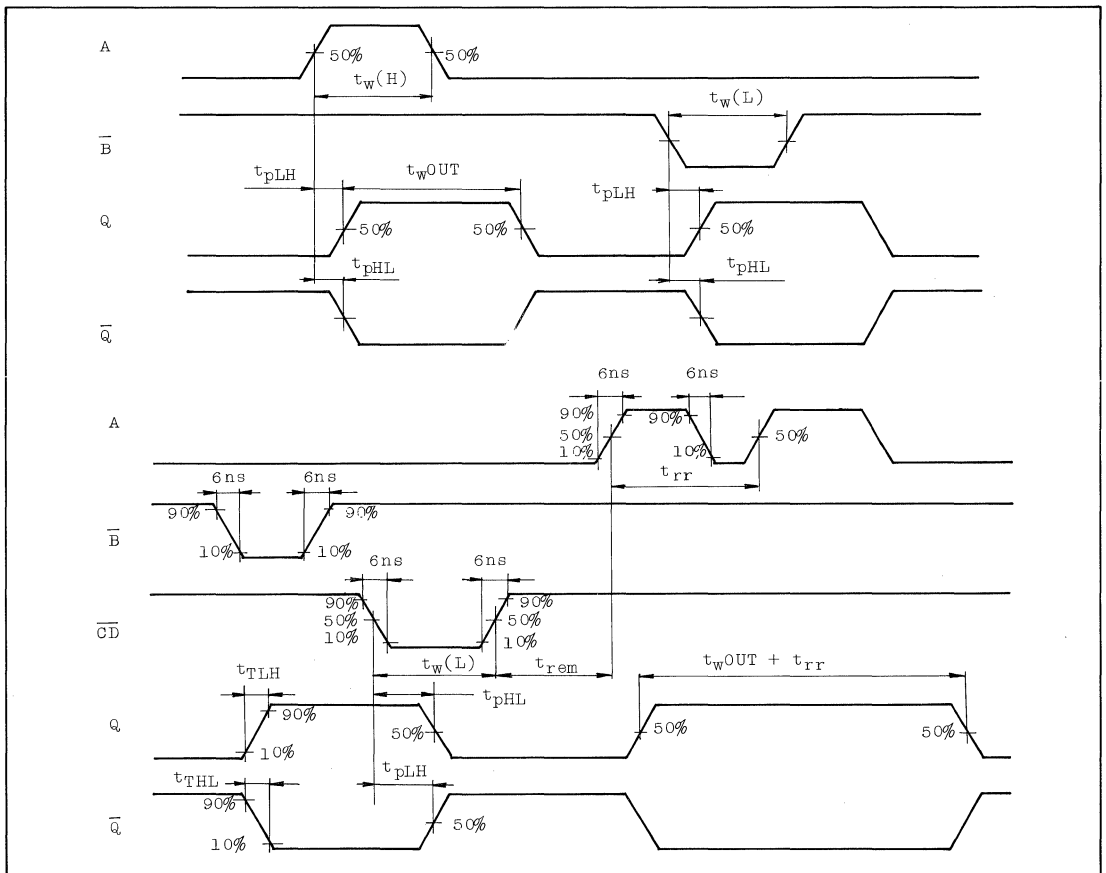 A
50%
50%
t_w(H)
t_w(L)
B̅
t_pLH
t_wOUT
t_pLH
Q
50%
50%
50%
t_pHL
t_pHL
Q̅
6ns
6ns
A
90%
90%
50%
50%
10%
10%
t_rr
6ns
6ns
90%
90%
B̅
10%
10%
6ns
6ns
90%
90%
C̅D̅
50%
50%
10%
10%
t_w(L)
t_rem
t_wOUT + t_rr
t_TLH
t_pHL
Q
90%
50%
50%
50%
10%
t_THL
t_pLH
90%
Q̅
50%
10%